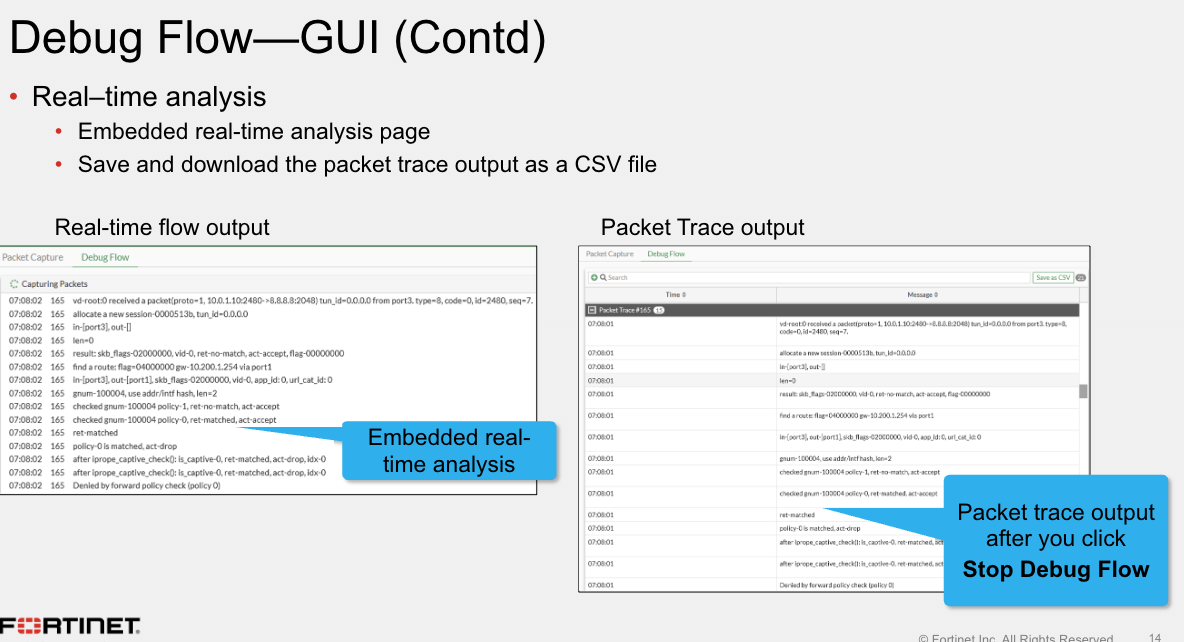 Debug Flow—GUI (Contd)
• Real–time analysis
• Embedded real-time analysis page
• Save and download the packet trace output as a CSV file
Real-time flow output
Packet Capture Debug Flow
Capturing Packets
07:08:02 165 vd-root:0 received a packet(proto=1, 10.0.1.10:2480->8.8.8.8:2048) tun_id=0.0.0.0 from port3. type=8, code=0, id=2480, seq=7.
07:08:02 165 allocate a new session-0000513b, tun_id=0.0.0.0
07:08:02 165 in-[port3], out-[]
07:08:02 165 len=0
07:08:02 165 result: skb_flags-02000000, vid-0, ret-no-match, act-accept, flag-00000000
07:08:02 165 find a route: flag=04000000 gw-10.200.1.254 via port1
07:08:02 165 in-[port3], out-[port1], skb_flags-02000000, vid-0, app_id: 0, url_cat_id: 0
07:08:02 165 gnum-100004, use addr/intf hash, len=2
07:08:02 165 checked gnum-100004 policy-1, ret-no-match, act-accept
07:08:02 165 checked gnum-100004 policy-0, ret-matched, act-accept
07:08:02 165 ret-matched
07:08:02 165 policy-0 is matched, act-drop
07:08:02 165 after iprope_captive_check(): is_captive-0, ret-matched, act-drop, idx-0
07:08:02 165 after iprope_captive_check(): is_captive-0, ret-matched, act-drop, idx-0
07:08:02 165 Denied by forward policy check (policy 0)
Embedded real-
time analysis
Packet Trace output
Packet Capture Debug Flow
Search Save as CSV
Time Message
Packet Trace #165 15
07:08:01 vd-root:0 received a packet(proto=1, 10.0.1.10:2480->8.8.8.8:2048) tun_id=0.0.0.0 from port3. type=8,
code=0, id=2480, seq=7.
07:08:01 allocate a new session-0000513b, tun_id=0.0.0.0
07:08:01 in-[port3], out-[]
07:08:01 len=0
07:08:01 result: skb_flags-02000000, vid-0, ret-no-match, act-accept, flag-00000000
07:08:01 find a route: flag=04000000 gw-10.200.1.254 via port1
07:08:01 in-[port3], out-[port1], skb_flags-02000000, vid-0, app_id: 0, url_cat_id: 0
07:08:01 gnum-100004, use addr/intf hash, len=2
07:08:01 checked gnum-100004 policy-1, ret-no-match, act-accept
07:08:01 checked gnum-100004 policy-0, ret-matched, act-accept
07:08:01 ret-matched
07:08:01 policy-0 is matched, act-drop
07:08:01 after iprope_captive_check(): is_captive-0, ret-matched,
07:08:01 after iprope_captive_check(): is_captive-0, ret-matched,
07:08:01 Denied by forward policy check (policy 0)
Packet trace output
after you click
Stop Debug Flow
FORTINET
© Fortinet Inc. All Rights Reserved. 14